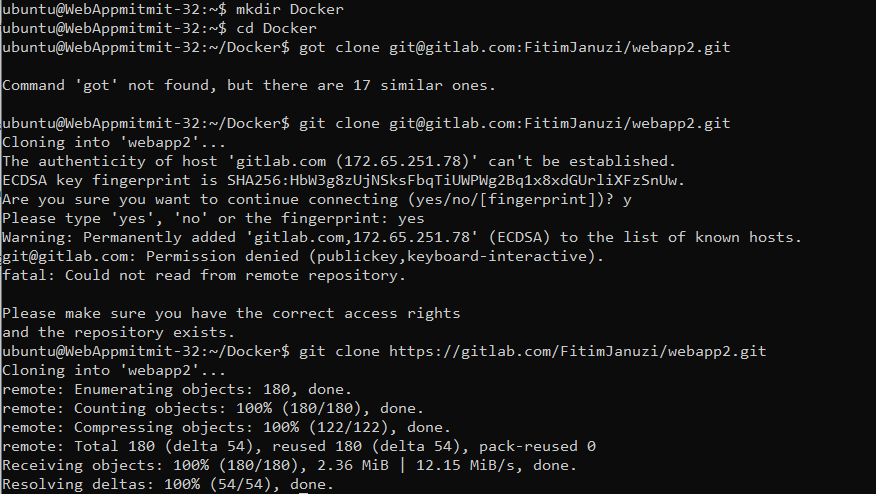 ubuntu@WebAppmitmit-32:~$ mkdir Docker
ubuntu@WebAppmitmit-32:~$ cd Docker
ubuntu@WebAppmitmit-32:~/Docker$ got clone git@gitlab.com:FitimJanuzi/webapp2.git
Command 'got' not found, but there are 17 similar ones.
ubuntu@WebAppmitmit-32:~/Docker$ git clone git@gitlab.com:FitimJanuzi/webapp2.git
Cloning into 'webapp2'...
The authenticity of host 'gitlab.com (172.65.251.78)' can't be established.
ECDSA key fingerprint is SHA256:HbW3g8zUjNSksFbqTiUWPWg2Bq1x8xdGUrliXFzSnUw.
Are you sure you want to continue connecting (yes/no/[fingerprint])? y
Please type 'yes', 'no' or the fingerprint: yes
Warning: Permanently added 'gitlab.com,172.65.251.78' (ECDSA) to the list of known hosts.
git@gitlab.com: Permission denied (publickey,keyboard-interactive).
fatal: Could not read from remote repository.
Please make sure you have the correct access rights
and the repository exists.
ubuntu@WebAppmitmit-32:~/Docker$ git clone https://gitlab.com/FitimJanuzi/webapp2.git
Cloning into 'webapp2'...
remote: Enumerating objects: 180, done.
remote: Counting objects: 100% (180/180), done.
remote: Compressing objects: 100% (122/122), done.
remote: Total 180 (delta 54), reused 180 (delta 54), pack-reused 0
Receiving objects: 100% (180/180), 2.36 MiB | 12.15 MiB/s, done.
Resolving deltas: 100% (54/54), done.